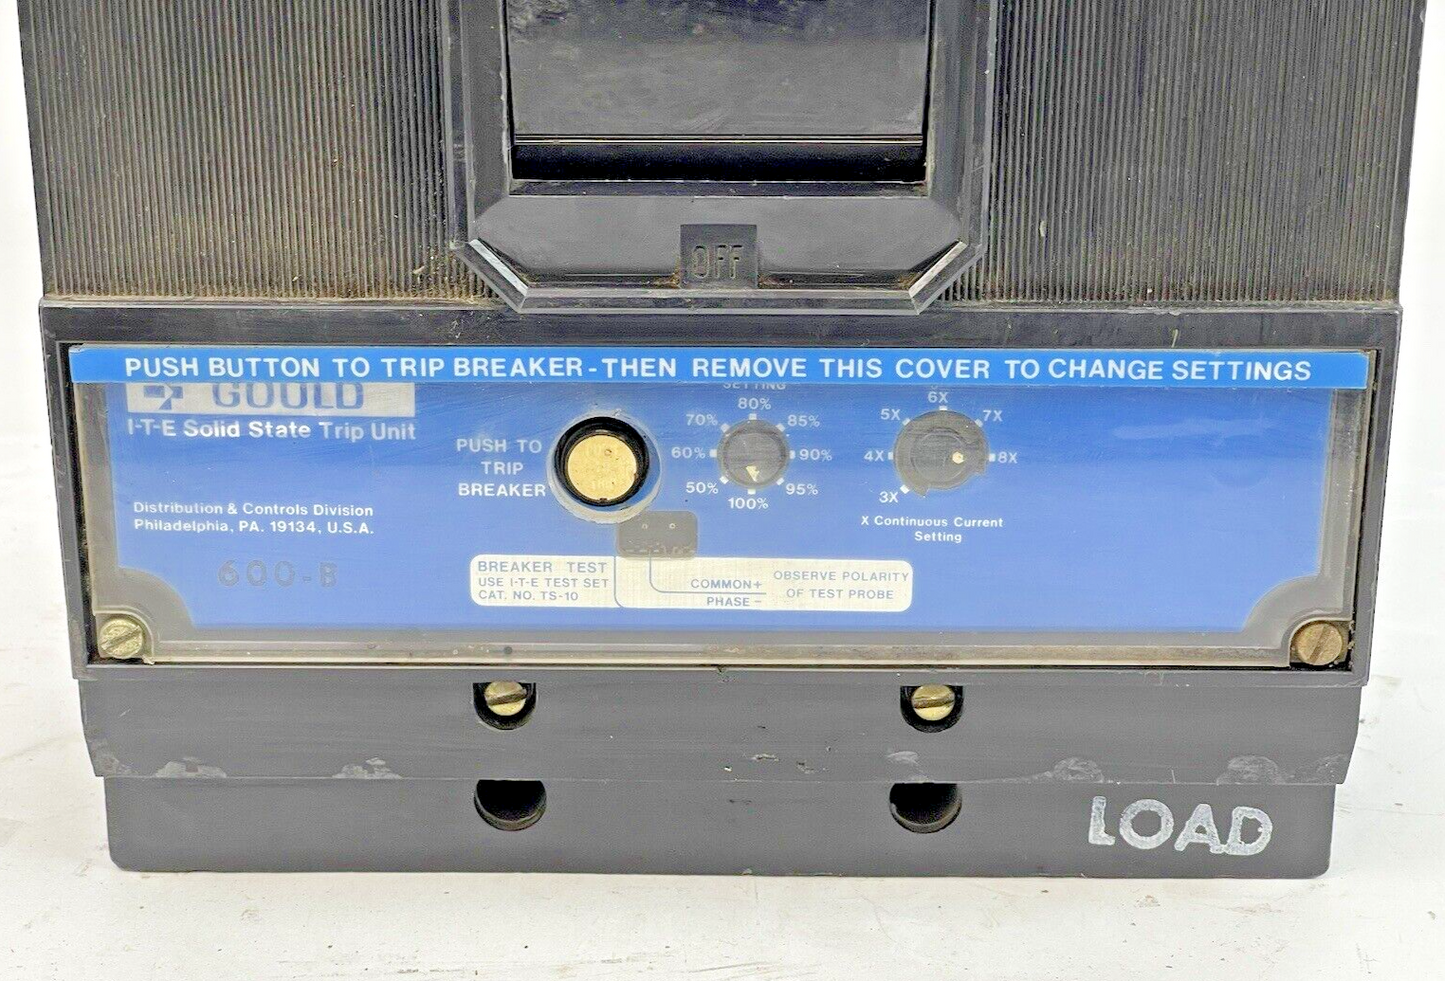 OFF
PUSH BUTTON TO TRIP BREAKER-THEN REMOVE THIS COVER TO CHANGE SETTINGS
GOULD
I-T-E Solid State Trip Unit
Distribution & Controls Division
Philadelphia, PA. 19134, U.S.A.
600-B
PUSH TO
TRIP
BREAKER
SETTING
80%
70% 85%
60% 90%
50% 95%
100%
6X
5X 7X
4X 8X
3X
X Continuous Current
Setting
BREAKER TEST
USE I-T-E TEST SET
CAT. NO. TS-10
COMMON+
PHASE-
OBSERVE POLARITY
OF TEST PROBE
LOAD